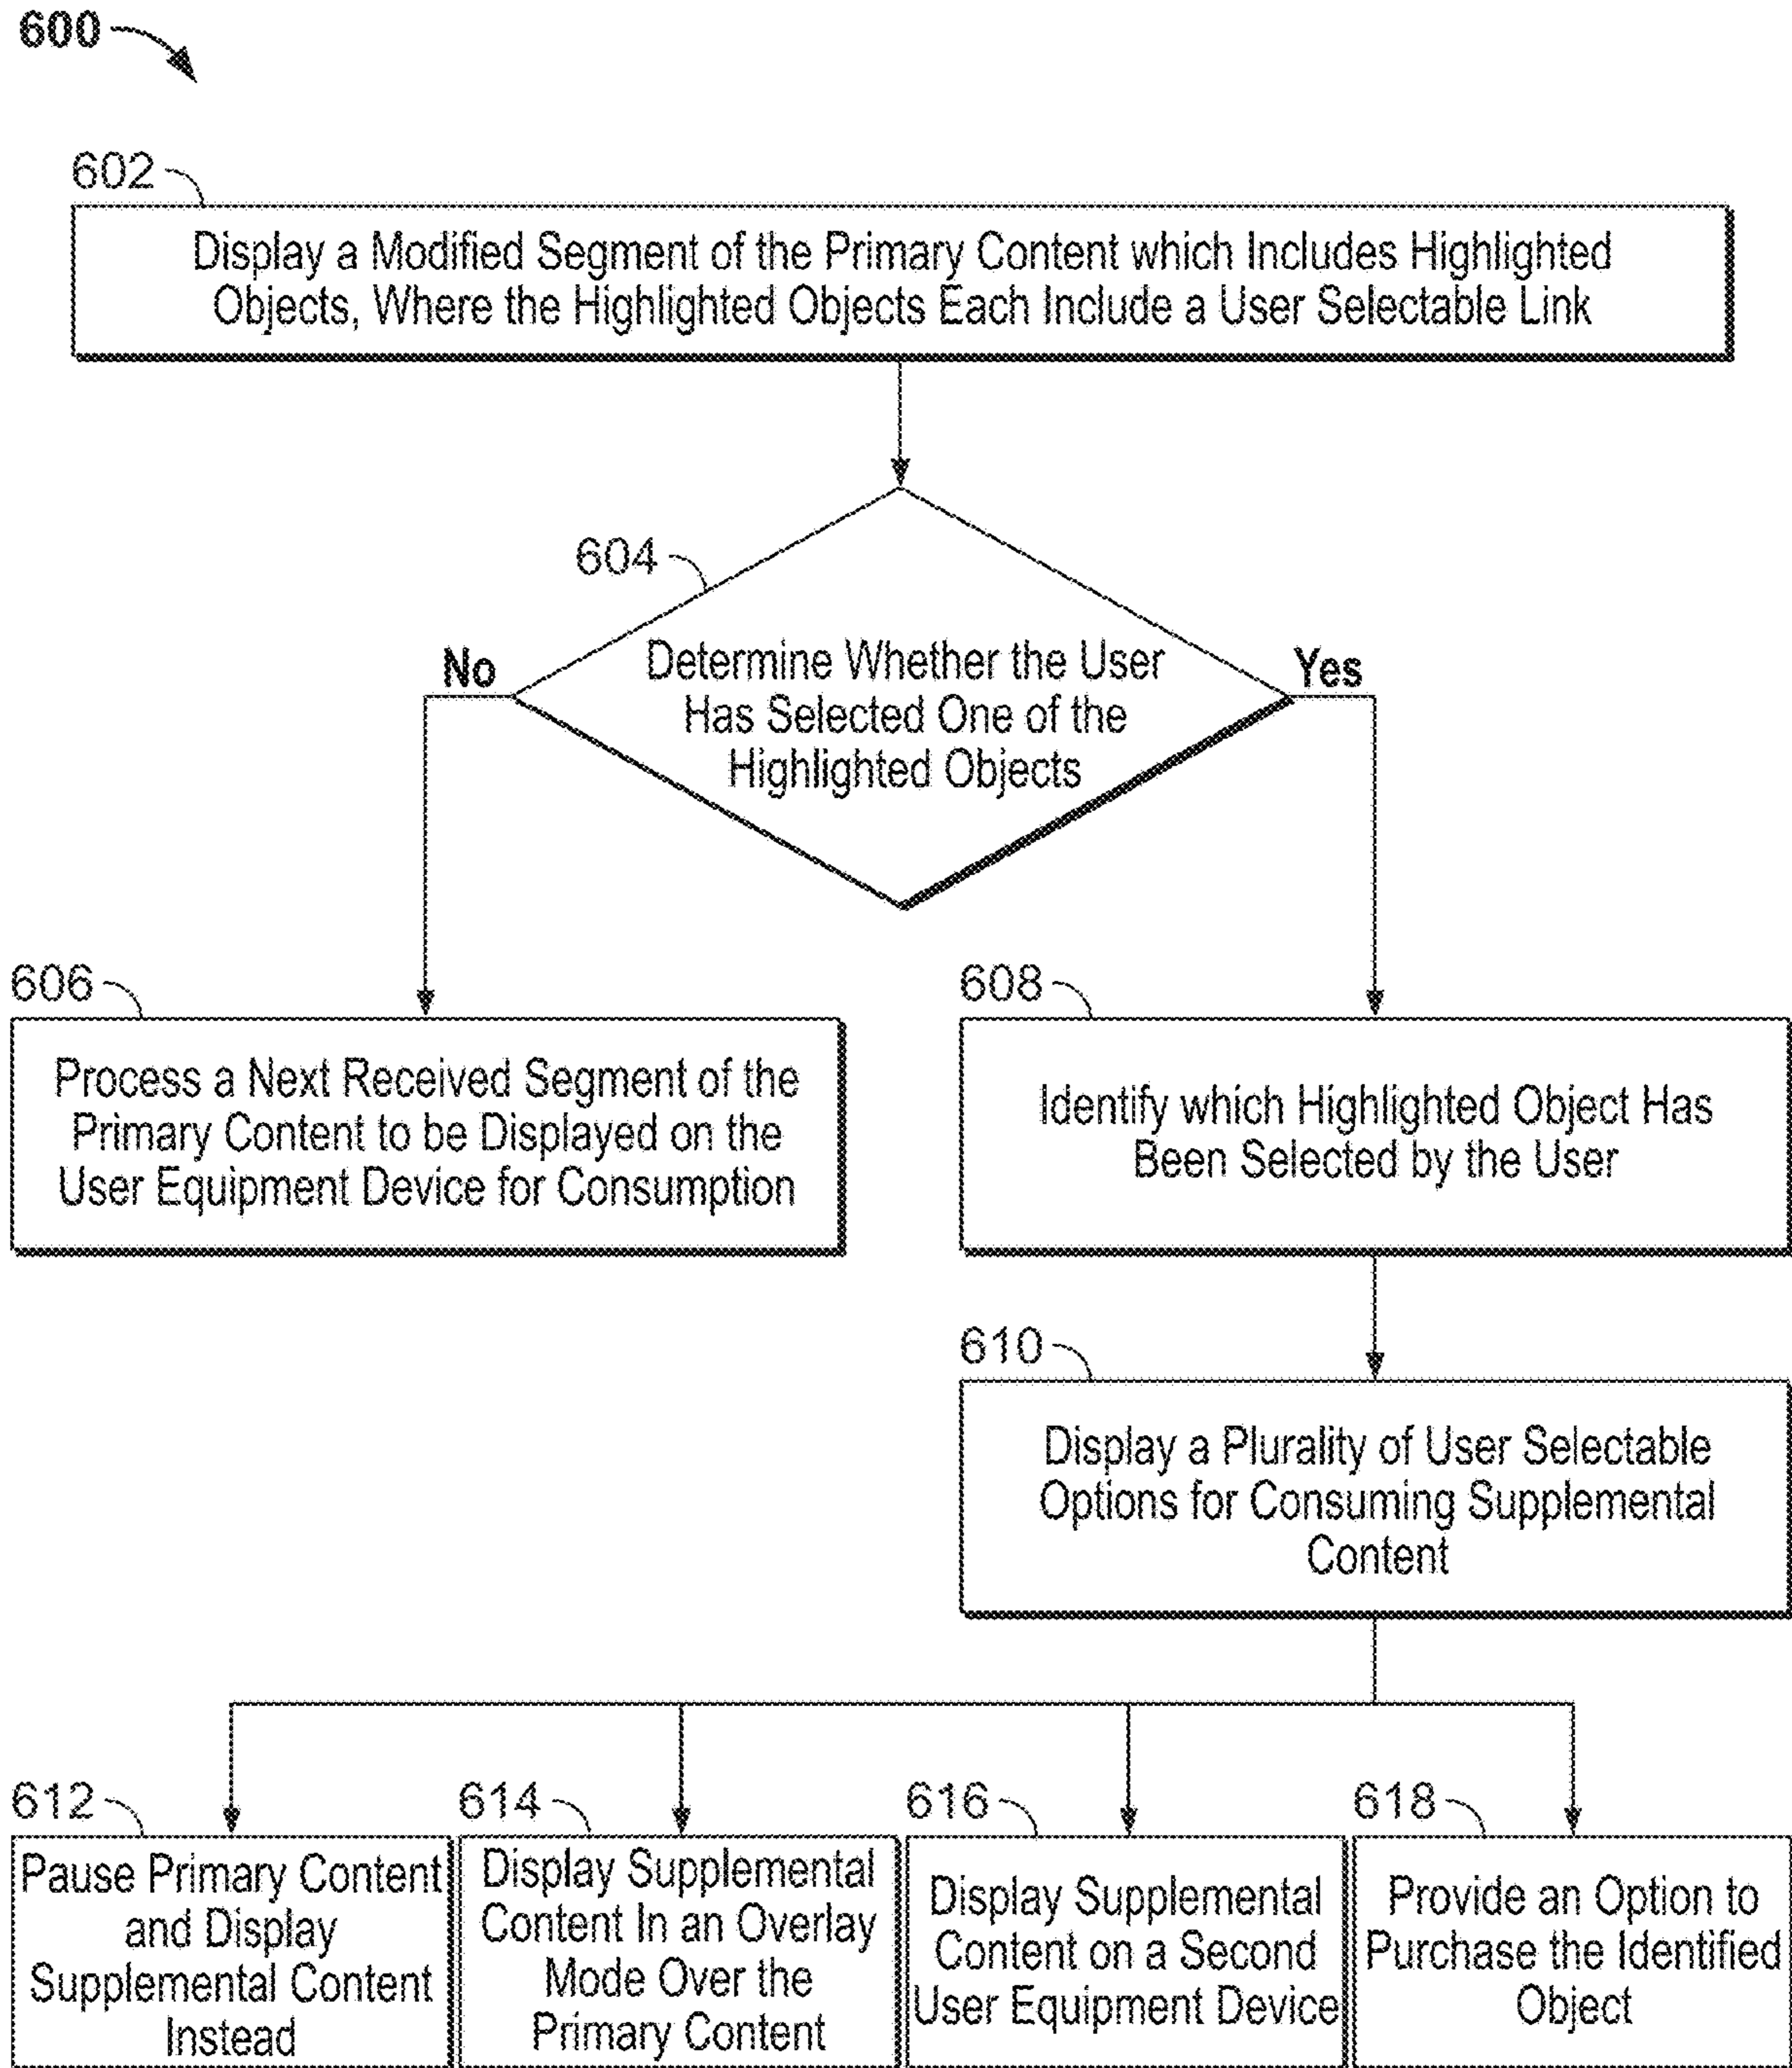 600
602
Display a Modified Segment of the Primary Content which Includes Highlighted
Objects, Where the Highlighted Objects Each Include a User Selectable Link
604
No
Determine Whether the User
Has Selected One of the
Highlighted Objects
Yes
606
Process a Next Received Segment of the
Primary Content to be Displayed on the
User Equipment Device for Consumption
608
Identify which Highlighted Object Has
Been Selected by the User
610
Display a Plurality of User Selectable
Options for Consuming Supplemental
Content
612
Pause Primary Content
and Display
Supplemental Content
Instead
614
Display Supplemental
Content In an Overlay
Mode Over the
Primary Content
616
Display Supplemental
Content on a Second
User Equipment Device
618
Provide an Option to
Purchase the Identified
Object